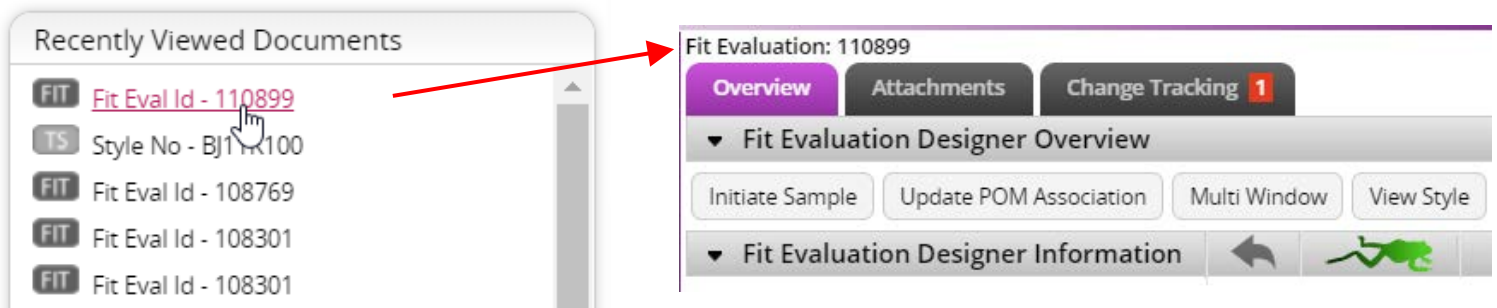 Recently Viewed Documents
FIT Fit Eval Id - 110899
TS Style No - BJ11R100
FIT Fit Eval Id - 108769
FIT Fit Eval Id - 108301
FIT Fit Eval Id - 108301
Fit Evaluation: 110899
Overview Attachments Change Tracking 1
Fit Evaluation Designer Overview
Initiate Sample Update POM Association Multi Window View Style
Fit Evaluation Designer Information